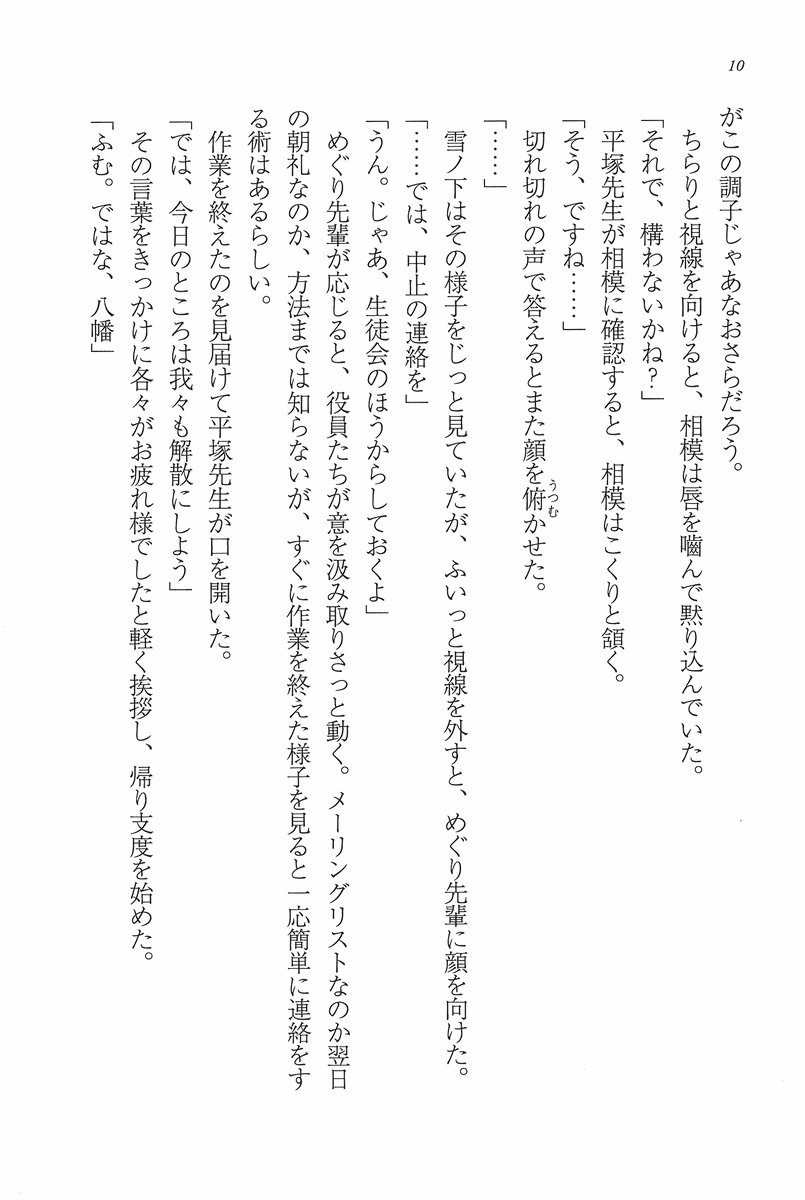 10
がこの調子じゃあなおさらだろう。
ちらりと視線を向けると、相模は唇を嚙んで黙り込んでいた。
「それで、構わないかね?」
平塚先生が相模に確認すると、相模はこくりと頷く。
「そう、ですね……」
切れ切れの声で答えるとまた顔を俯かせた。
うつむ
「……」
雪ノ下はその様子をじっと見ていたが、ふいっと視線を外すと、めぐり先輩に顔を向けた。
「……では、中止の連絡を」
「うん。じゃあ、生徒会のほうからしておくよ」
めぐり先輩が応じると、役員たちが意を汲み取りさっと動く。メーリングリストなのか翌日
の朝礼なのか、方法までは知らないが、すぐに作業を終えた様子を見ると一応簡単に連絡をす
る術はあるらしい。
作業を終えたのを見届けて平塚先生が口を開いた。
「では、今日のところは我々も解散にしよう」
その言葉をきっかけに各々がお疲れ様でしたと軽く挨拶し、帰り支度を始めた。
「ふむ。ではな、八幡」